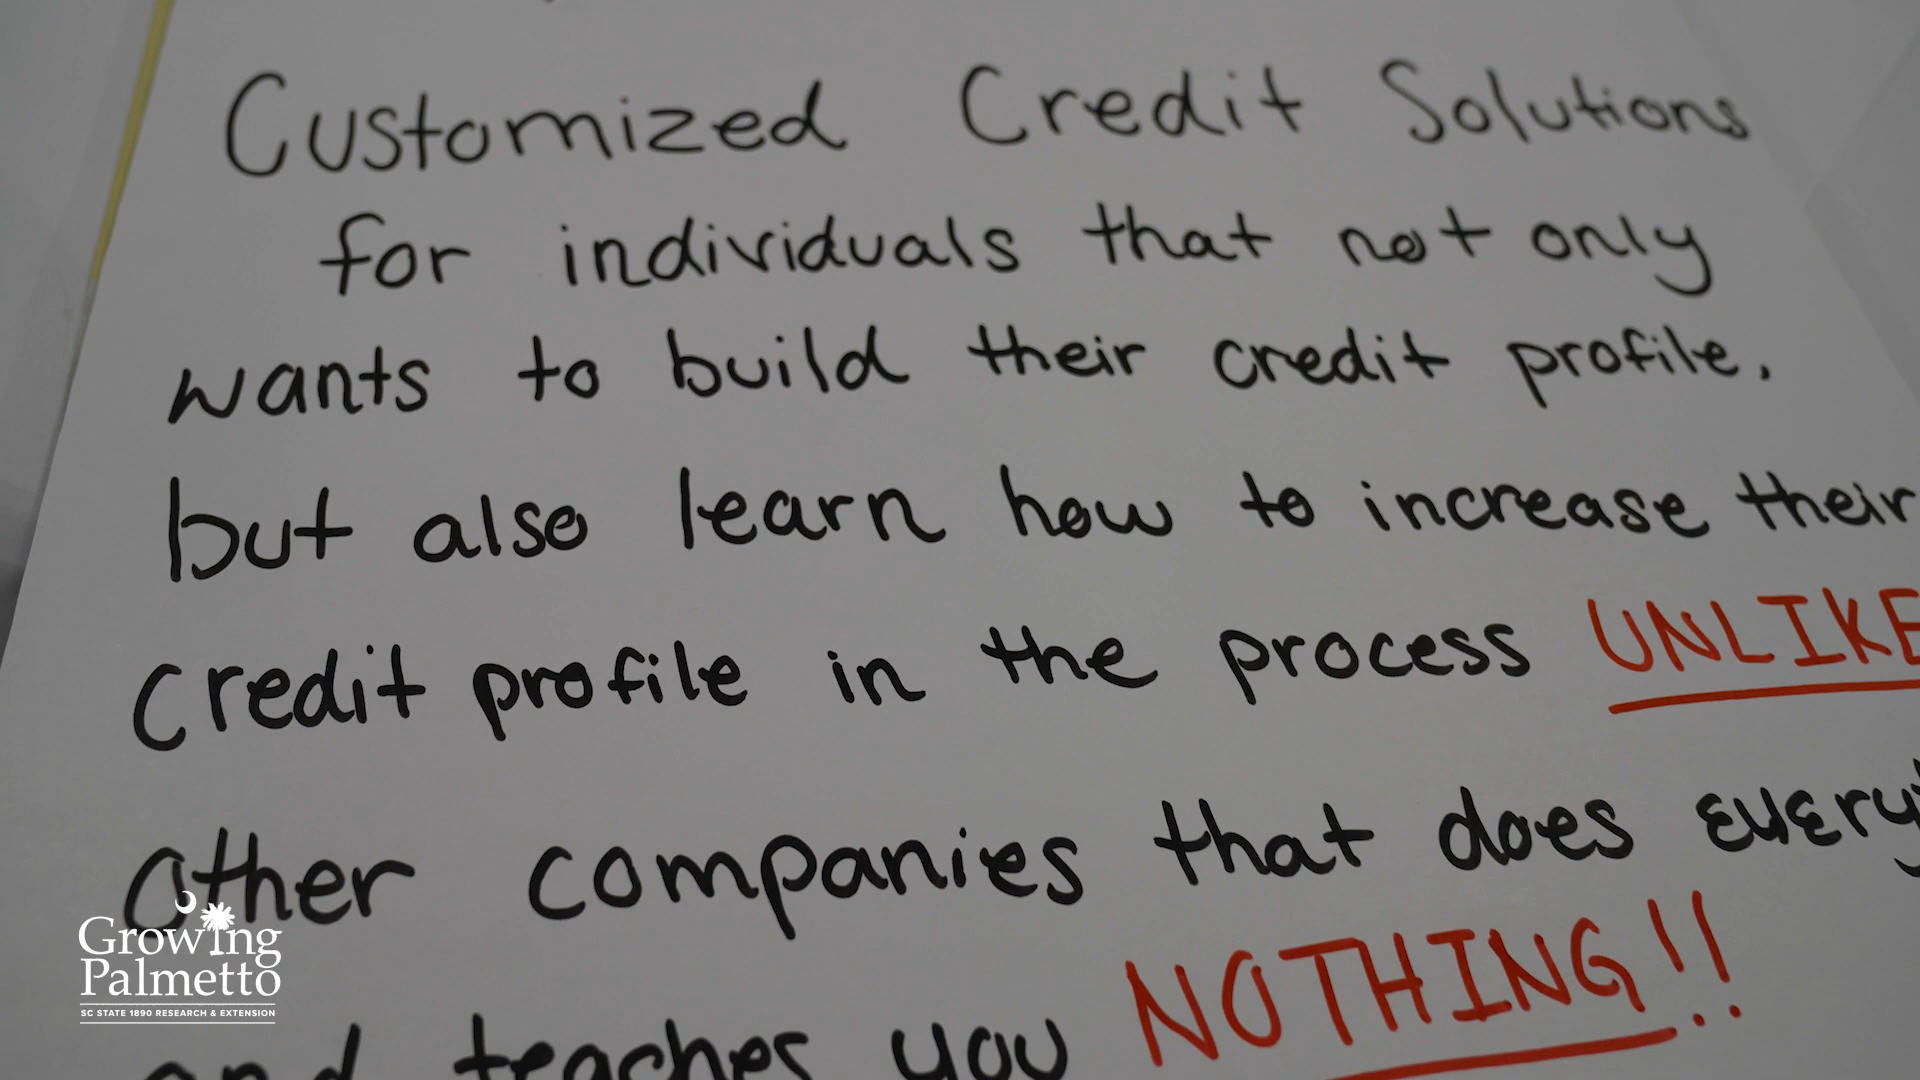 Customized Credit Solutions
for individuals that not only
wants to build their credit profile,
but also learn how to increase their
credit profile in the process UNLIKE
other companies that does every
and teaches you NOTHING!!
Growing
Palmetto
SC STATE 1890 RESEARCH & EXTENSION